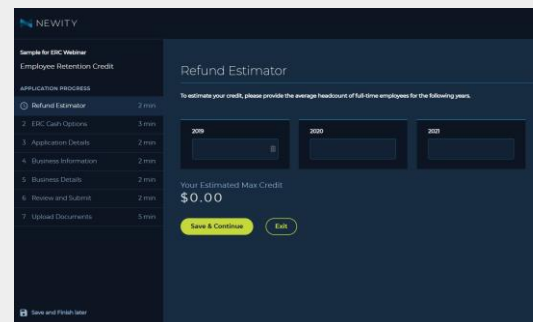 NEWITY
Sample for ERC Webinar
Employee Retention Credit
APPLICATION PROGRESS
Refund Estimator 2 min
2 ERC Cash Options 3 min
3 Application Details 2 min
4 Business Information 2 min
5 Business Details 2 min
6 Review and Submit 2 min
7 Upload Documents 5 min
Save and Finish later
Refund Estimator
To estimate your credit, please provide the average headcount of full-time employees for the following years.
2019 2020 2021
Your Estimated Max Credit
$0.00
Save & Continue Exit